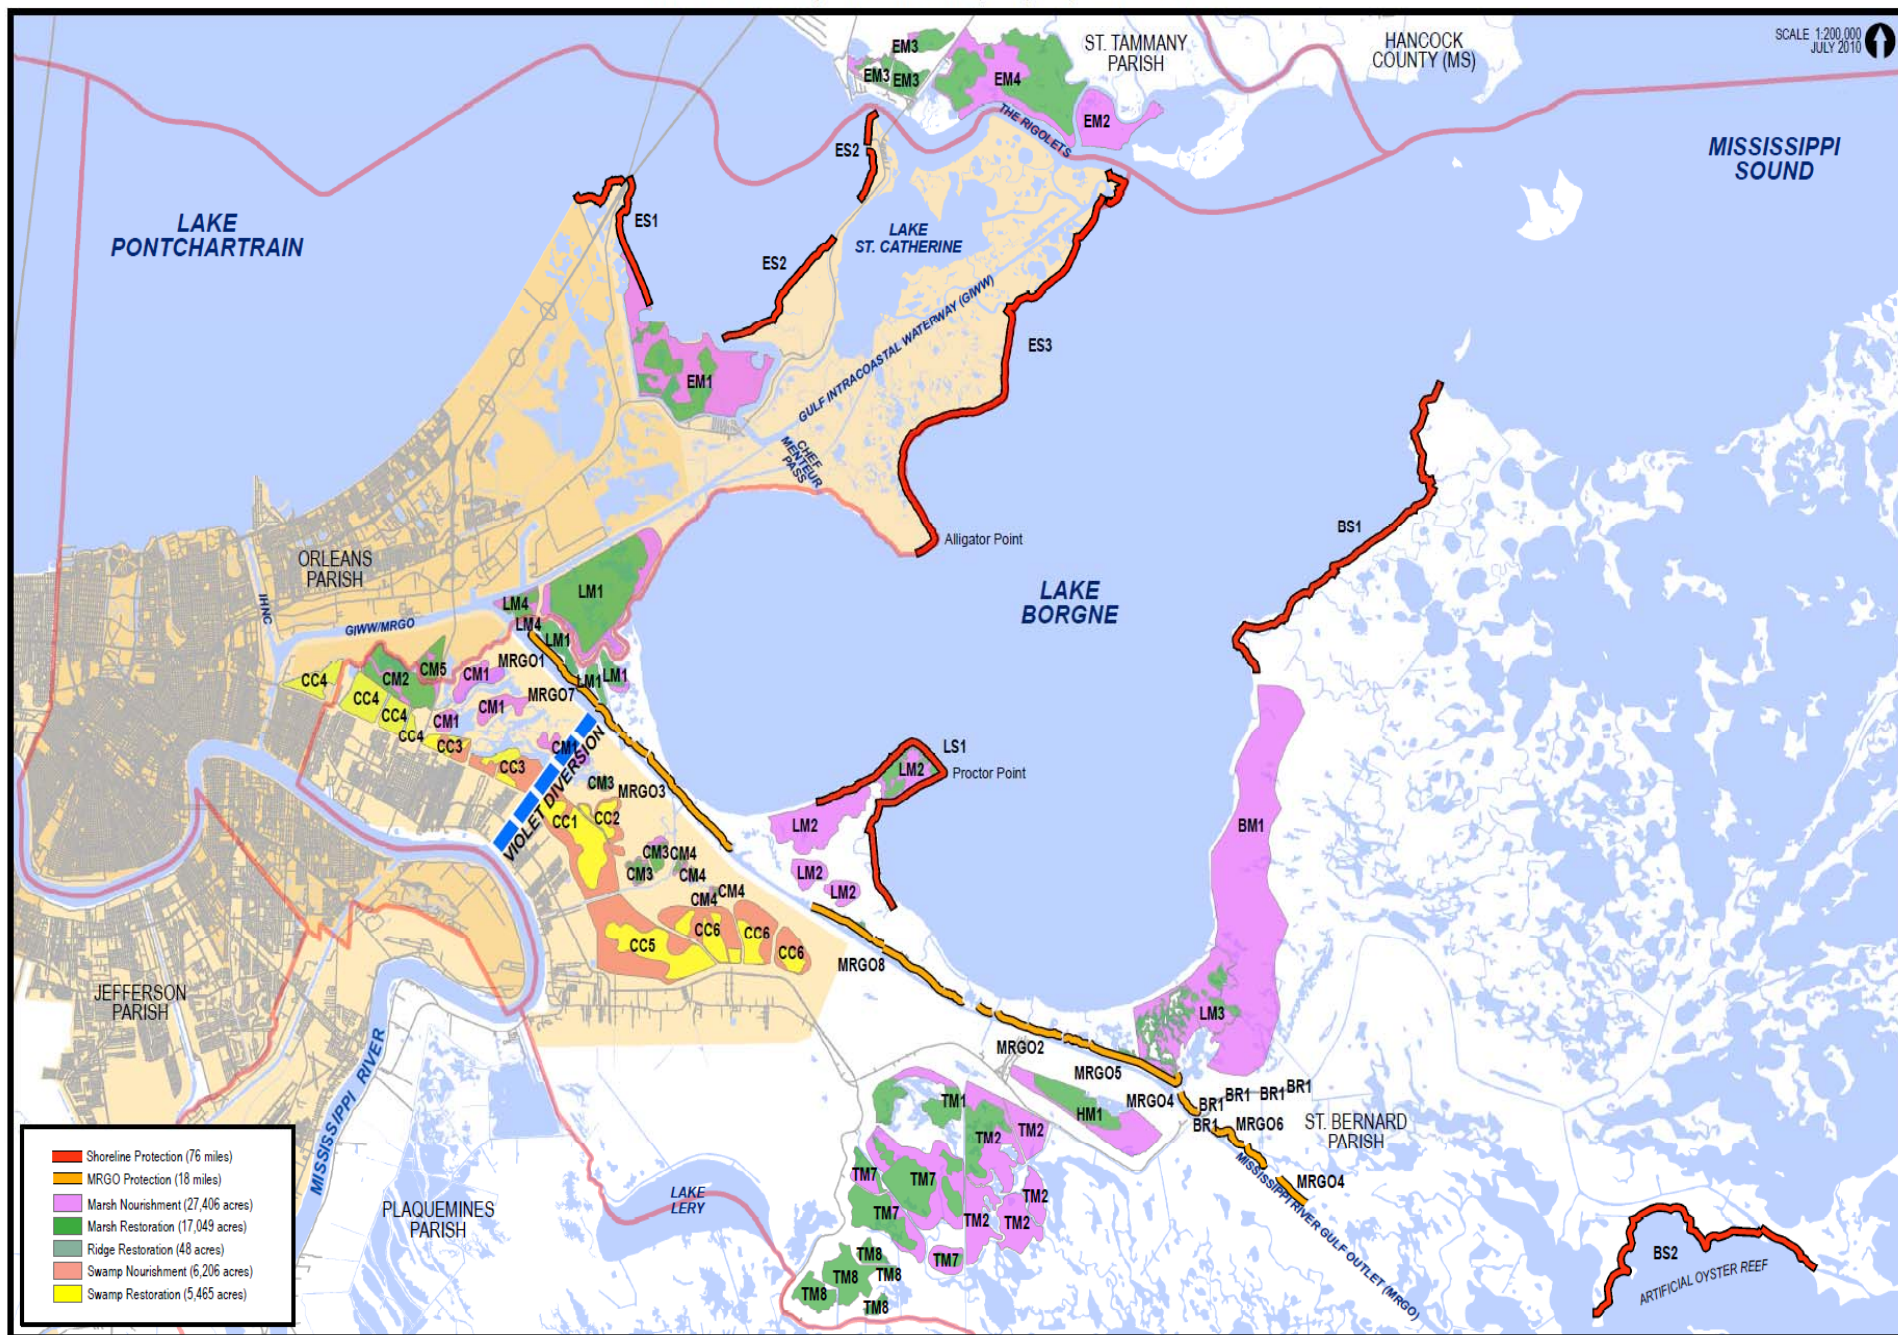 SCALE 1:200,000
JULY 2010
ST. TAMMANY
PARISH
HANCOCK
COUNTY (MS)
EM3
EM3
EM3
EM4
EM2
THE RIGOLETS
MISSISSIPPI
SOUND
LAKE
PONTCHARTRAIN
ES1
ES2
ES2
LAKE
ST. CATHERINE
GULF INTRACOASTAL WATERWAY (GIWW)
ES3
EM1
CHEF
MENTEUR
PASS
Alligator Point
BS1
ORLEANS
PARISH
IHNC
GIWW/MRGO
LAKE
BORGNE
LM1
LM4
LM4
LM1
LM1
LM1
MRGO1
MRGO7
CM5
CM2
CM1
CM1
CM1
CM1
CC4
CC4
CC4
CC4
CC3
CC3
VIOLET DIVERSION
CM3
MRGO3
CC1
CC2
LS1
Proctor Point
LM2
LM2
LM2
LM2
BM1
CM3
CM4
CM3
CM4
CM4
CM4
CC5
CC6
CC6
CC6
MRGO8
JEFFERSON
PARISH
MISSISSIPPI RIVER
LM3
MRGO2
MRGO5
MRGO4
HM1
BR1
BR1
BR1
BR1
BR1
MRGO6
MRGO4
ST. BERNARD
PARISH
MISSISSIPPI RIVER GULF OUTLET (MRGO)
TM1
TM2
TM2
TM2
TM2
TM2
TM7
TM7
TM7
TM7
TM8
TM8
TM8
TM8
TM8
LAKE
LERY
PLAQUEMINES
PARISH
BS2
ARTIFICIAL OYSTER REEF
Shoreline Protection (76 miles)
MRGO Protection (18 miles)
Marsh Nourishment (27,406 acres)
Marsh Restoration (17,049 acres)
Ridge Restoration (48 acres)
Swamp Nourishment (6,206 acres)
Swamp Restoration (5,465 acres)